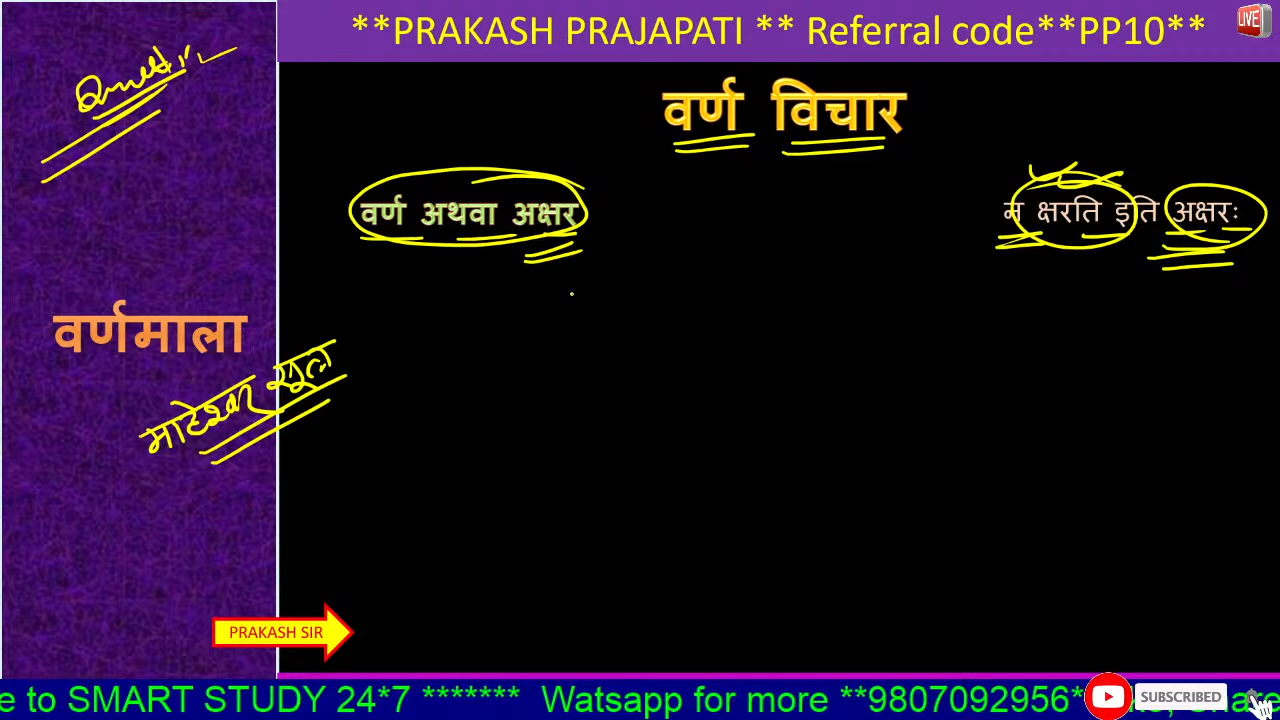 **PRAKASH PRAJAPATI ** Referral code**PP10**
LIVE
वर्ण विचार
वर्ण अथवा अक्षर
म क्षरति इति अक्षरः
वर्णमाला
माहेश्वर सूत्र
PRAKASH SIR
e to SMART STUDY 24*7 ******* Watsapp for more **9807092956*
SUBSCRIBED